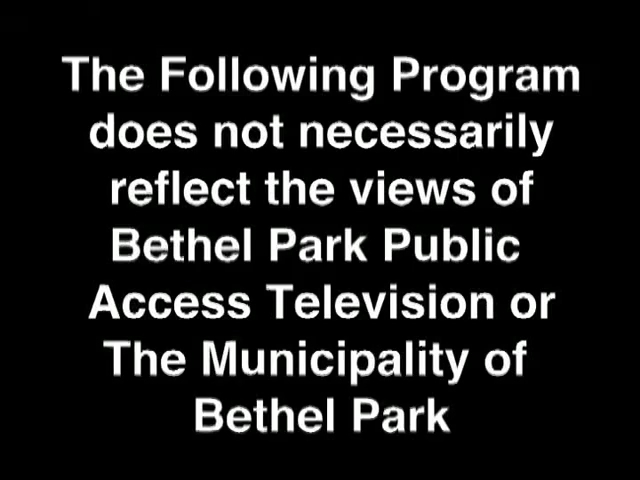 The Following Program
does not necessarily
reflect the views of
Bethel Park Public
Access Television or
The Municipality of
Bethel Park